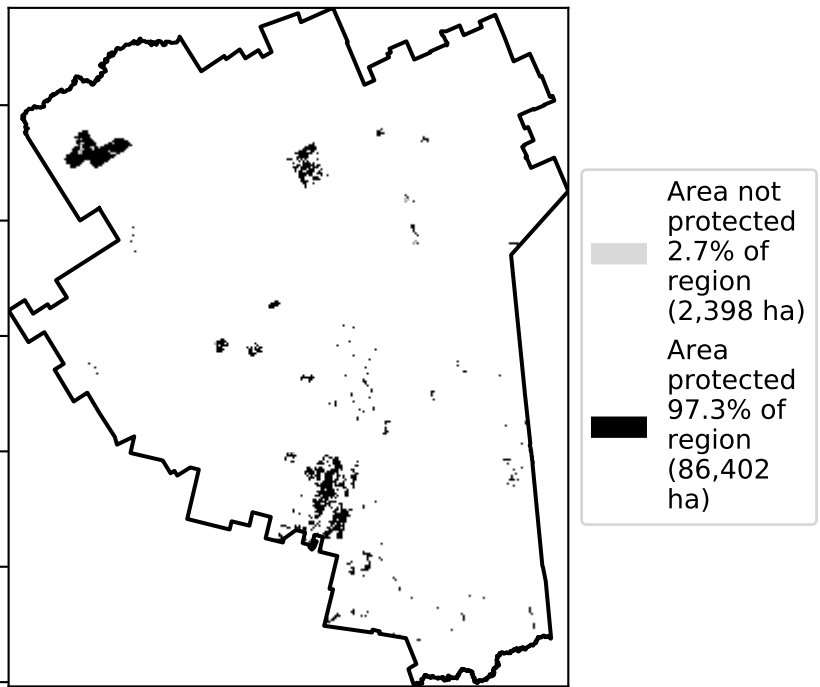 Area not
protected
2.7% of
region
(2,398 ha)
Area
protected
97.3% of
region
(86,402
ha)